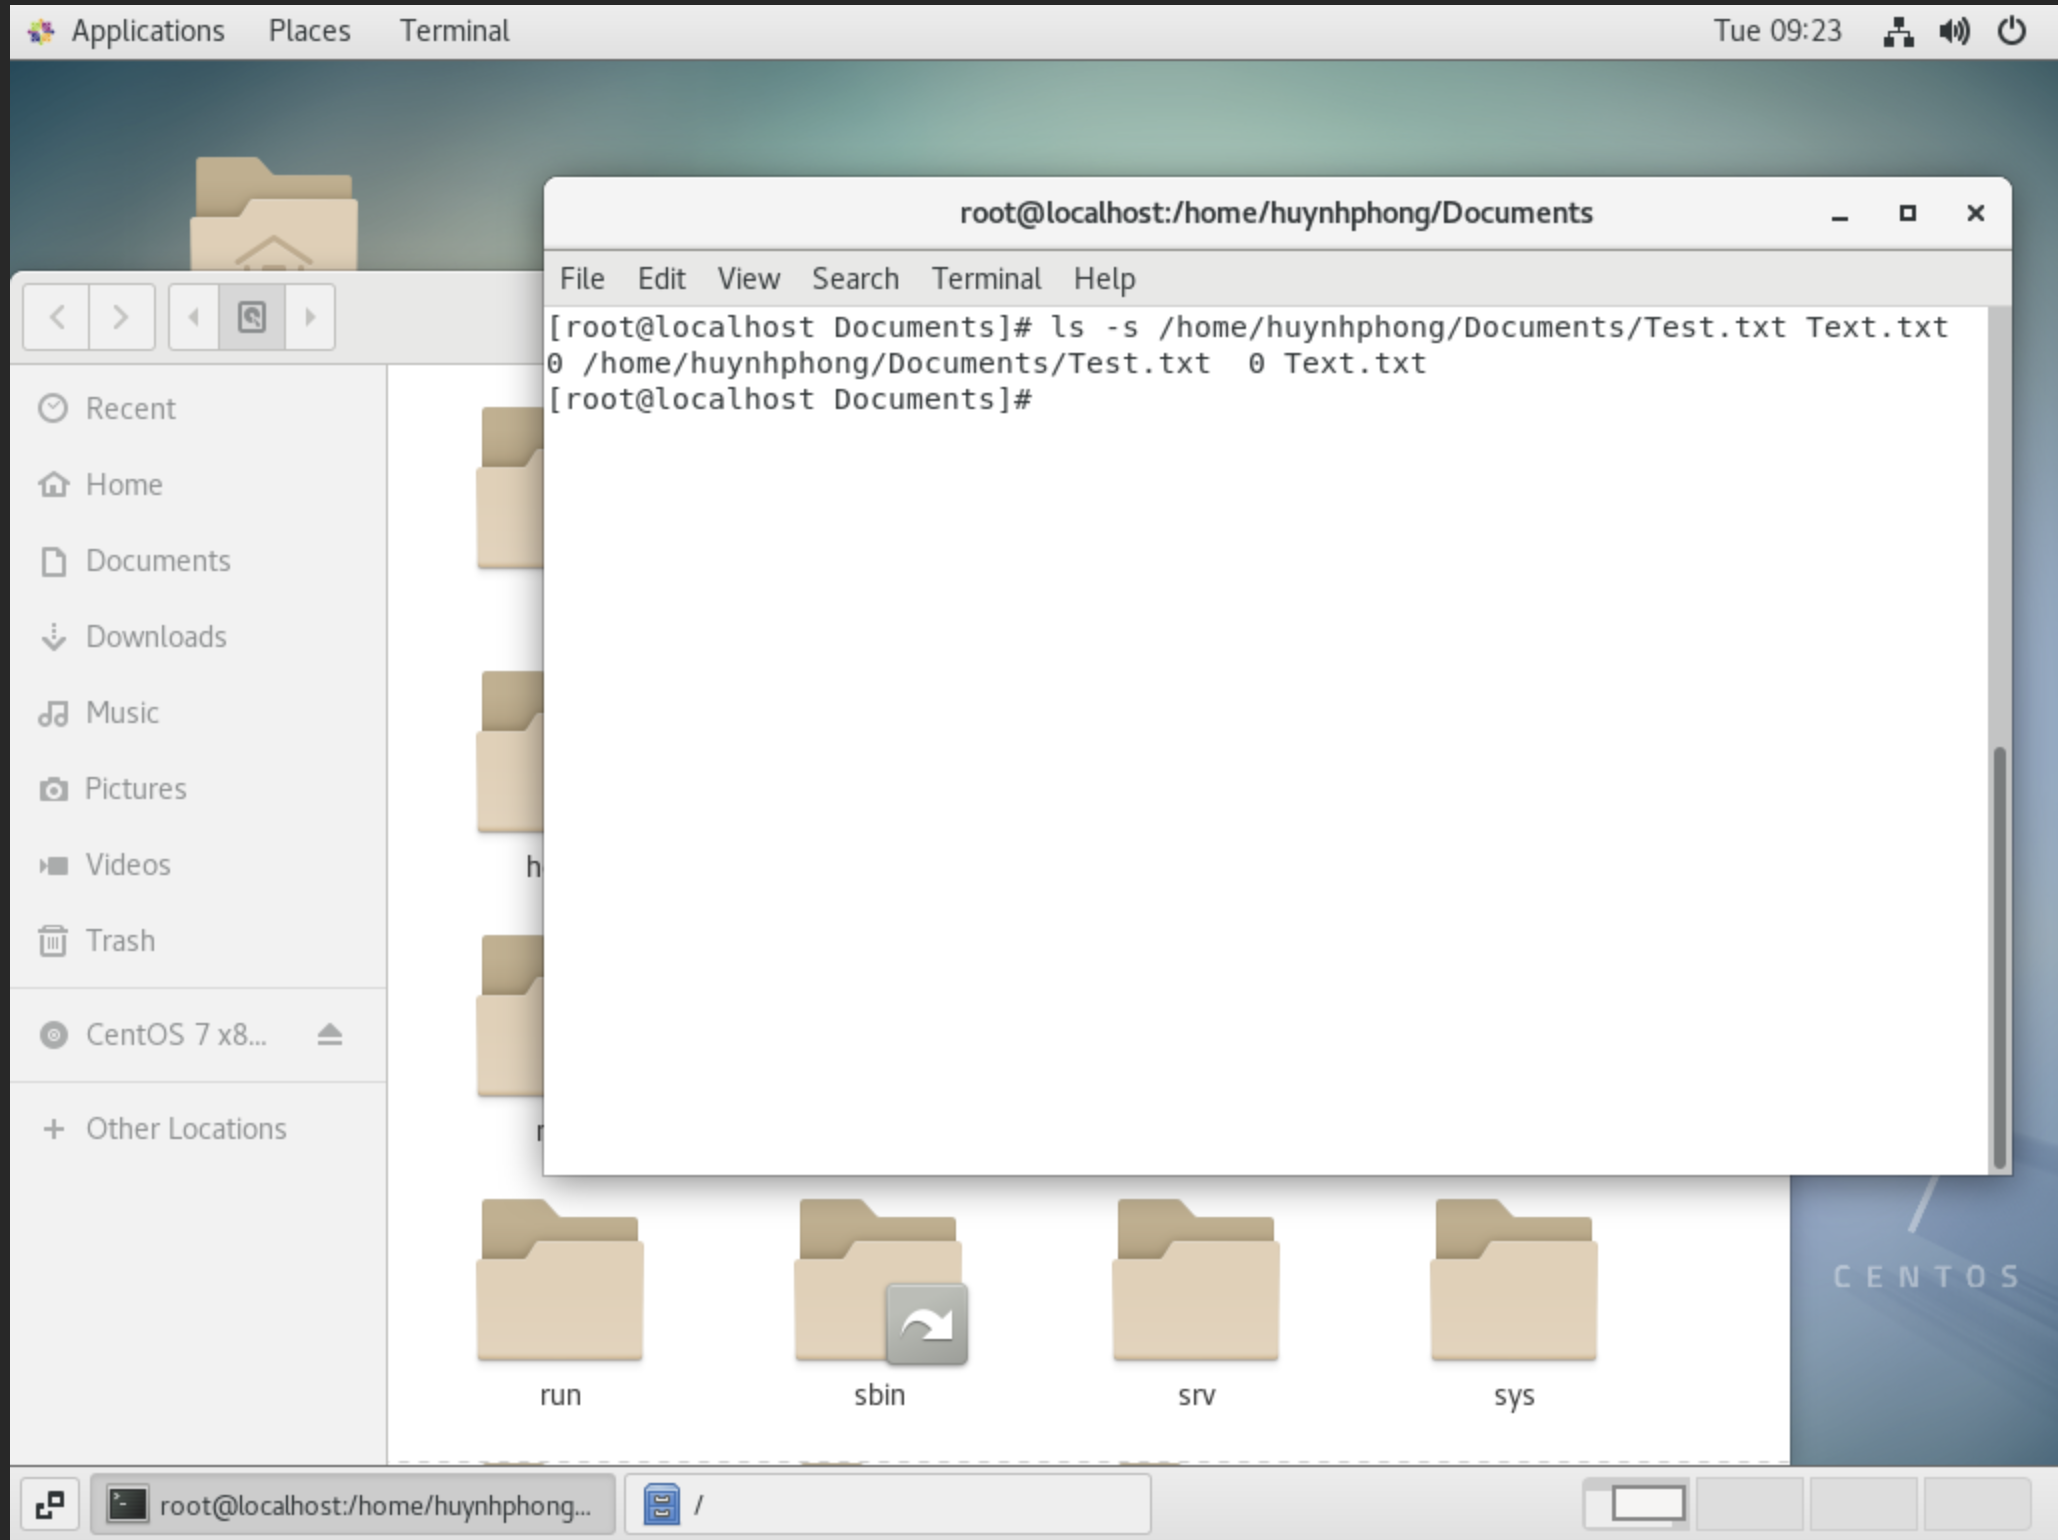 Applications Places Terminal Tue 09:23
root@localhost:/home/huynhphong/Documents
File Edit View Search Terminal Help
[root@localhost Documents]# ls -s /home/huynhphong/Documents/Test.txt Text.txt
0 /home/huynhphong/Documents/Test.txt  0 Text.txt
[root@localhost Documents]#
Recent
Home
Documents
Downloads
Music
Pictures
Videos
Trash
CentOS 7 x8...
Other Locations
run sbin srv sys
CENTOS
root@localhost:/home/huynhphong... /